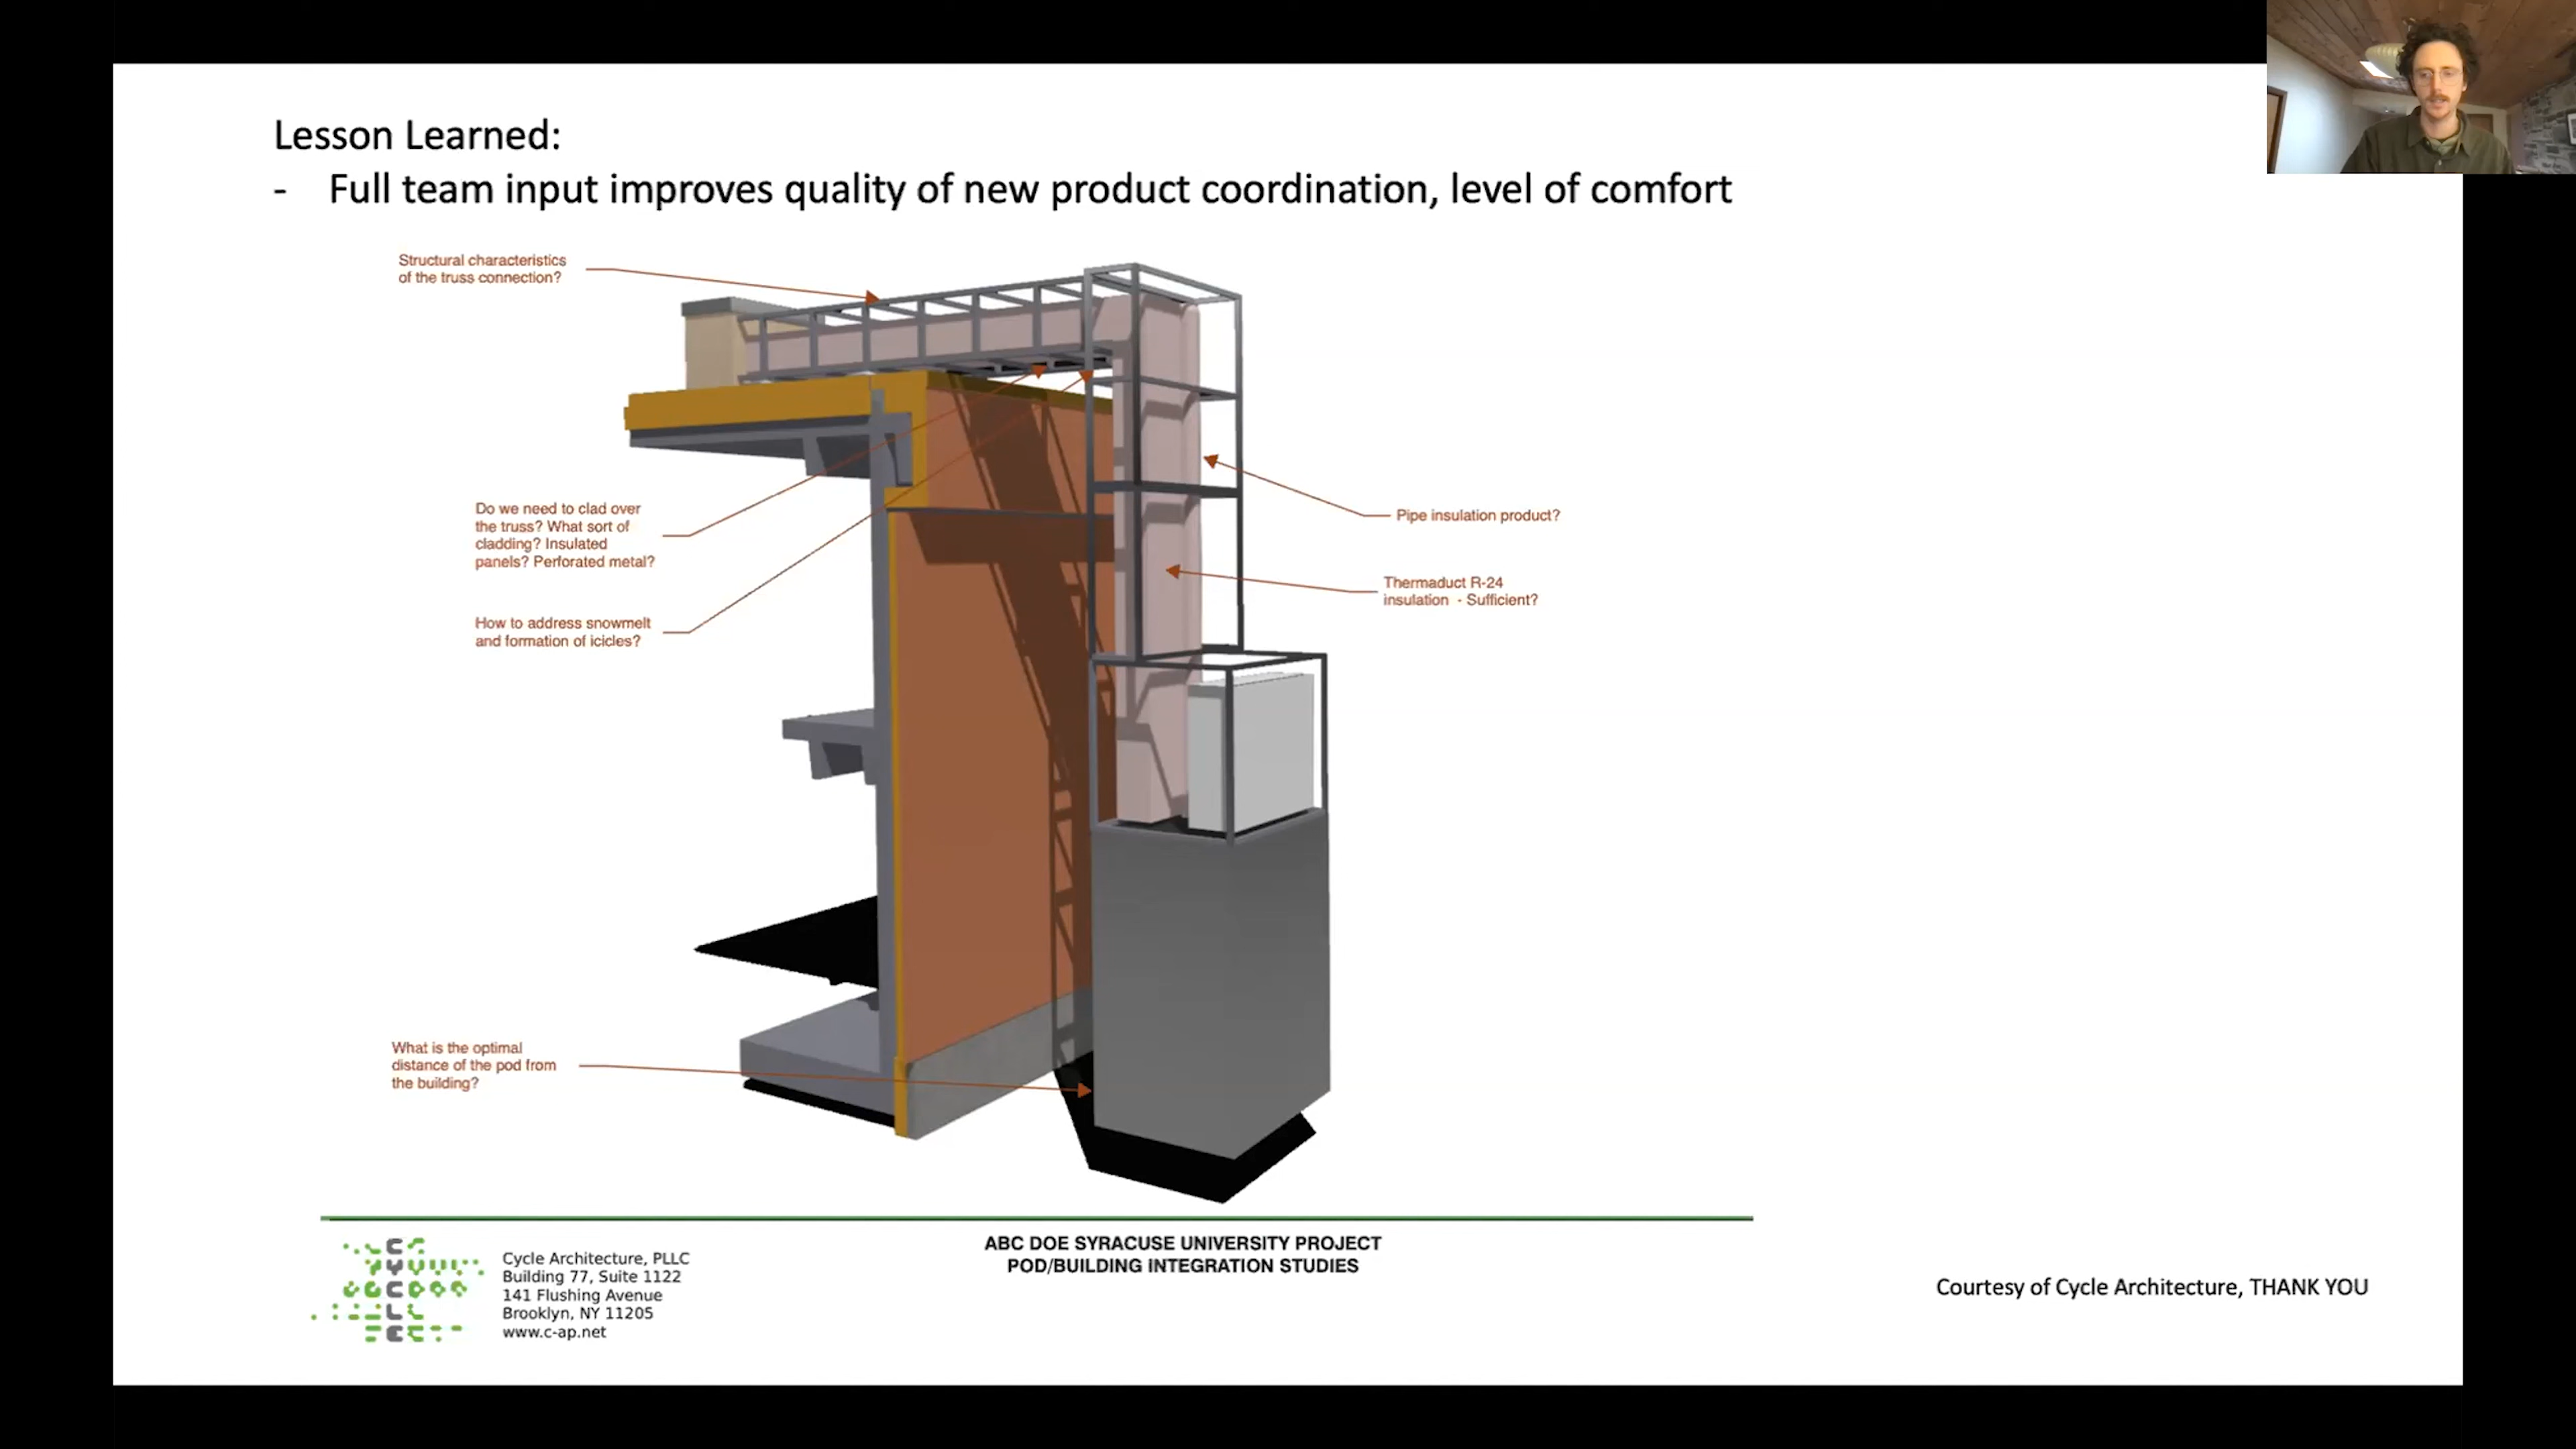 Lesson Learned:
- Full team input improves quality of new product coordination, level of comfort
Structural characteristics
of the truss connection?
Do we need to clad over
the truss? What sort of
cladding? Insulated
panels? Perforated metal?
How to address snowmelt
and formation of icicles?
Pipe insulation product?
Thermaduct R-24
insulation - Sufficient?
What is the optimal
distance of the pod from
the building?
CYCLE
Cycle Architecture, PLLC
Building 77, Suite 1122
141 Flushing Avenue
Brooklyn, NY 11205
www.c-ap.net
ABC DOE SYRACUSE UNIVERSITY PROJECT
POD/BUILDING INTEGRATION STUDIES
Courtesy of Cycle Architecture, THANK YOU